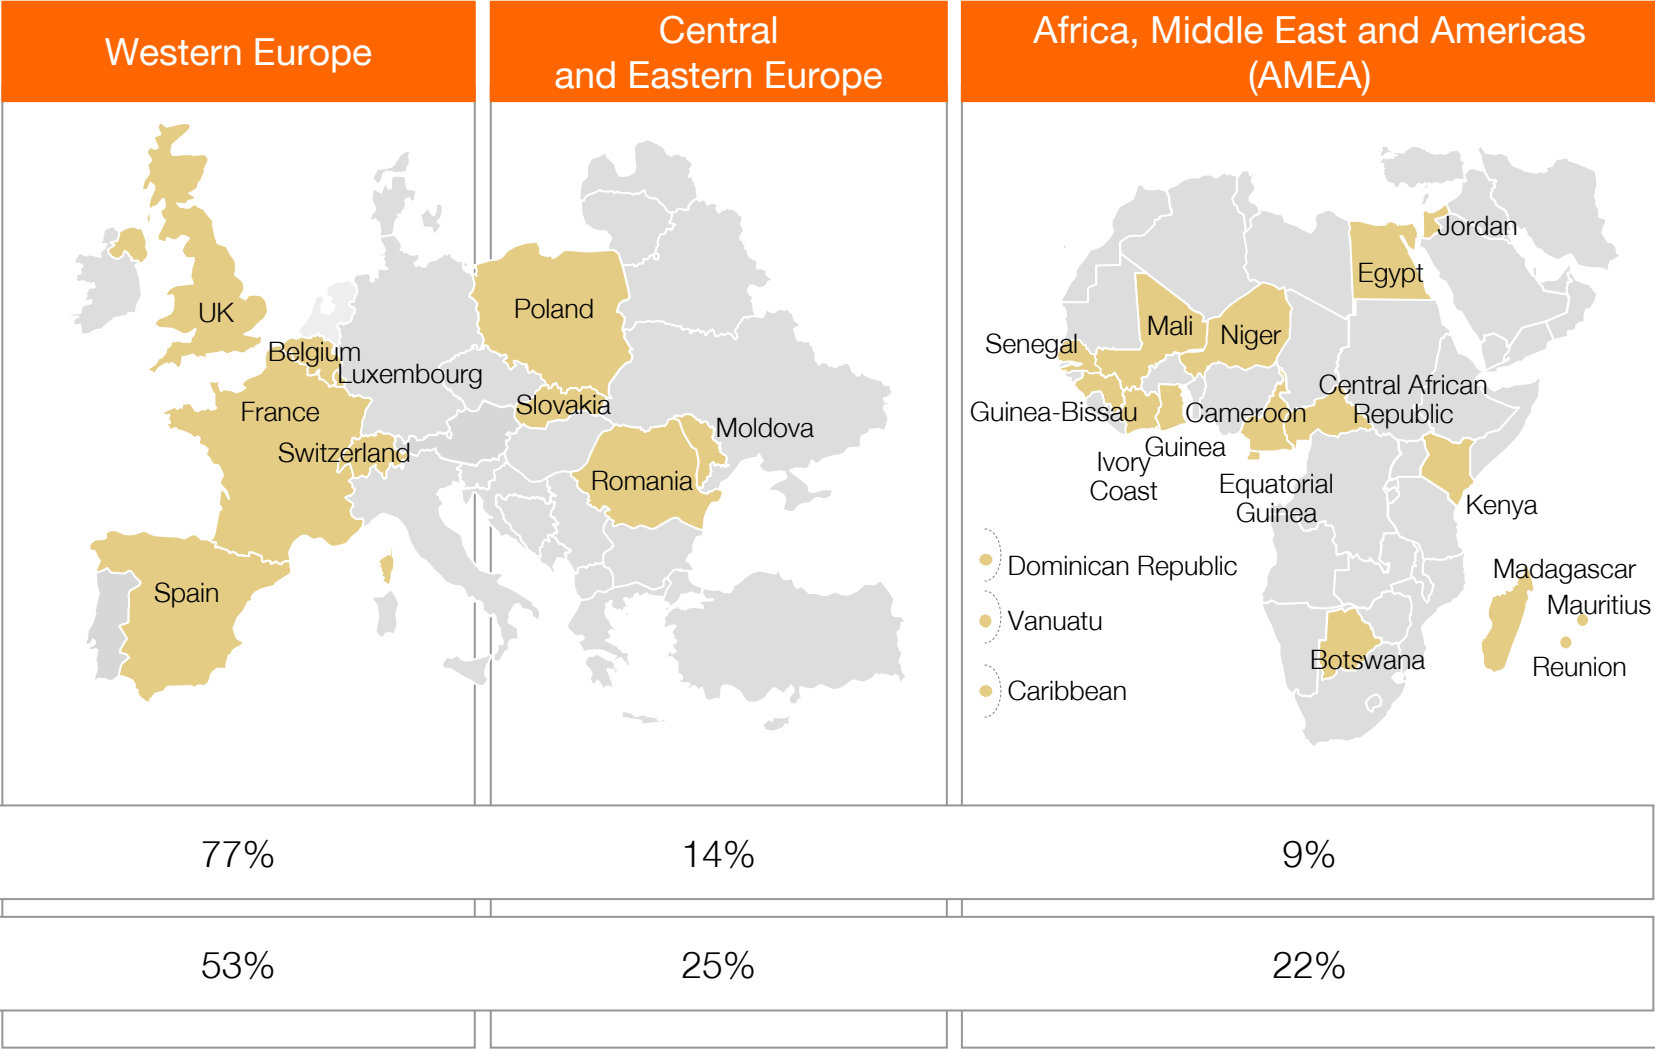 Western Europe
Central
and Eastern Europe
Africa, Middle East and Americas
(AMEA)
UK
Belgium
Luxembourg
France
Switzerland
Spain
Poland
Slovakia
Moldova
Romania
Jordan
Egypt
Mali
Niger
Senegal
Central African
Republic
Guinea-Bissau
Cameroon
Guinea
Ivory
Coast
Equatorial
Guinea
Kenya
Dominican Republic
Madagascar
Mauritius
Vanuatu
Botswana
Reunion
Caribbean
77%
14%
9%
53%
25%
22%